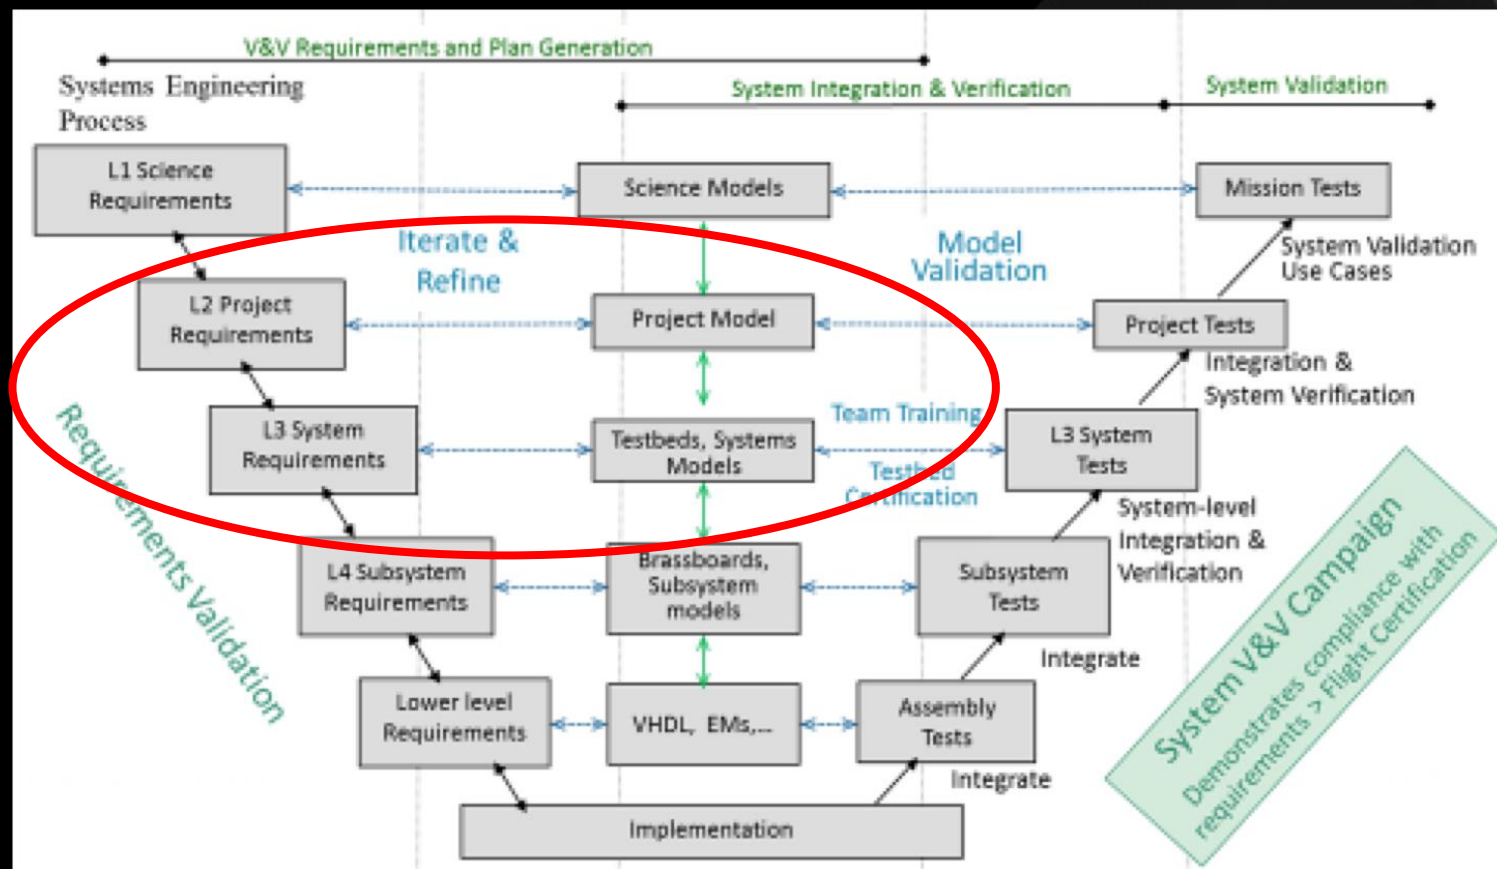 V&V Requirements and Plan Generation
System Integration & Verification
System Validation
Systems Engineering
Process
L1 Science
Requirements
Science Models
Mission Tests
Iterate &
Refine
Model
Validation
System Validation
Use Cases
L2 Project
Requirements
Project Model
Project Tests
Integration &
System Verification
L3 System
Requirements
Testbeds, Systems
Models
Team Training
Testbed
Certification
L3 System
Tests
System-level
Integration &
Verification
Requirements Validation
L4 Subsystem
Requirements
Brassboards,
Subsystem
models
Subsystem
Tests
Integrate
Lower level
Requirements
VHDL, EMs,...
Assembly
Tests
Integrate
Implementation
System V&V Campaign
Demonstrates compliance with
requirements > Flight Certification